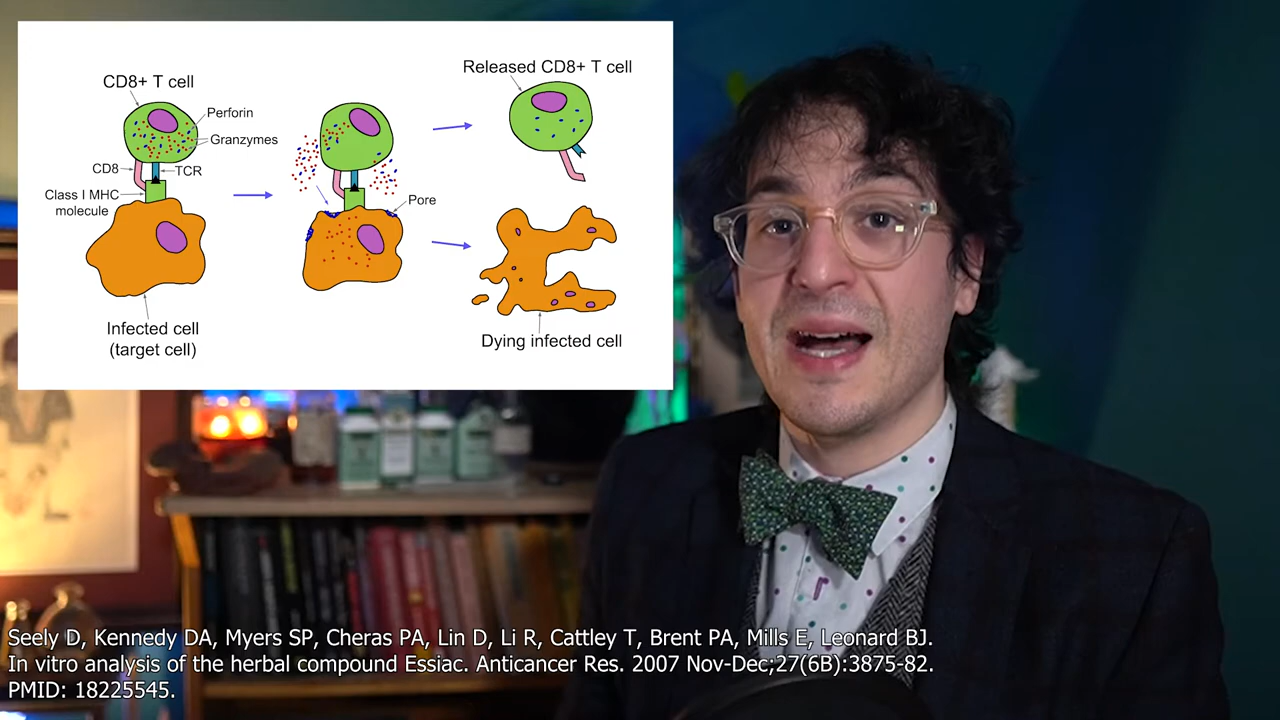 CD8+ T cell
Perforin
Granzymes
CD8
TCR
Class I MHC
molecule
Infected cell
(target cell)
Pore
Released CD8+ T cell
Dying infected cell
Seely D, Kennedy DA, Myers SP, Cheras PA, Lin D, Li R, Cattley T, Brent PA, Mills E, Leonard BJ.
In vitro analysis of the herbal compound Essiac. Anticancer Res. 2007 Nov-Dec;27(6B):3875-82.
PMID: 18225545.